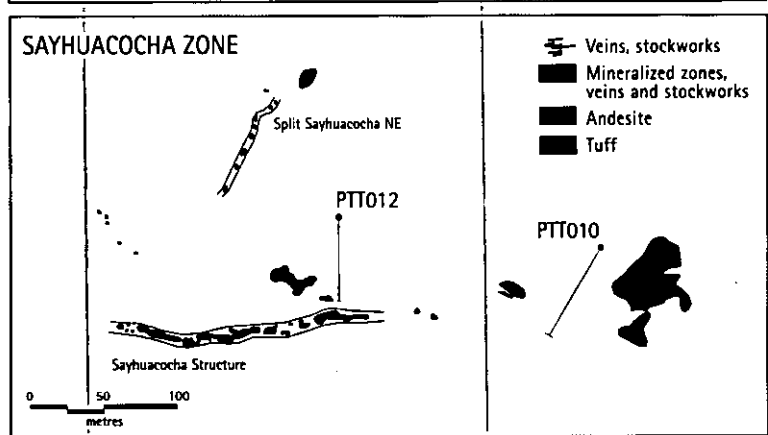 SAYHUACOCHA ZONE
Veins, stockworks
Mineralized zones,
veins and stockworks
Andesite
Tuff
Split Sayhuacocha NE
PTT012
PTT010
Sayhuacocha Structure
0 50 100
metres